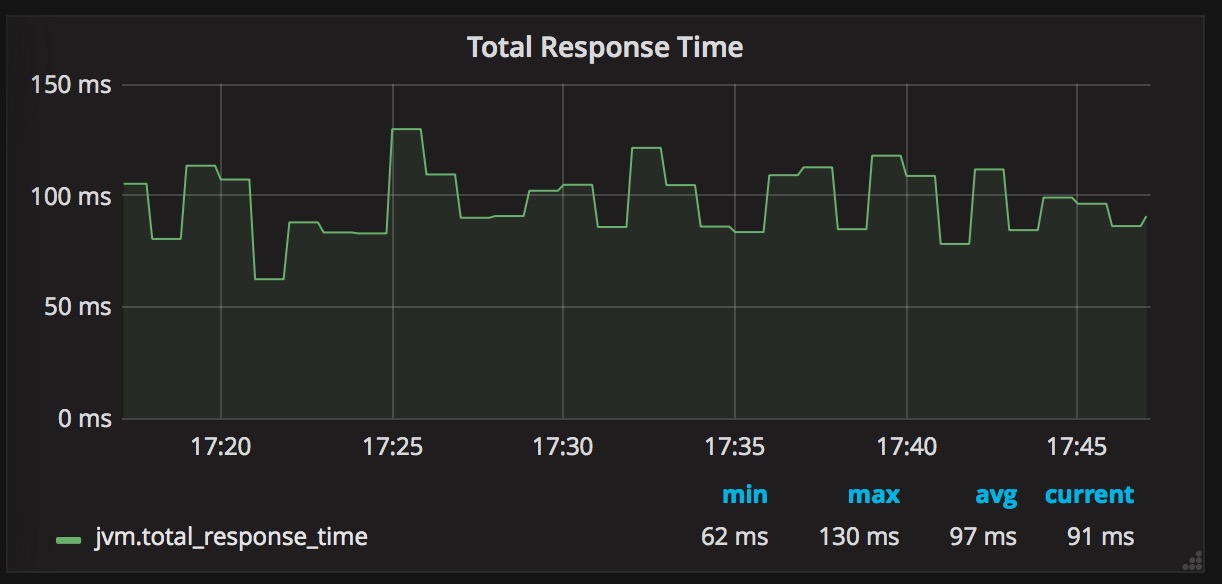 Total Response Time
150 ms
100 ms
50 ms
0 ms
17:20 17:25 17:30 17:35 17:40 17:45
min max avg current
jvm.total_response_time 62 ms 130 ms 97 ms 91 ms